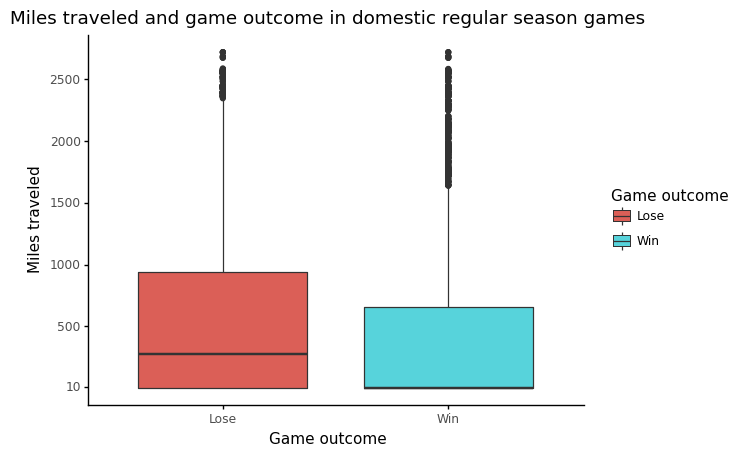 Miles traveled and game outcome in domestic regular season games
Miles traveled
2500
2000
1500
1000
500
10
Lose
Win
Game outcome
Game outcome
Lose
Win